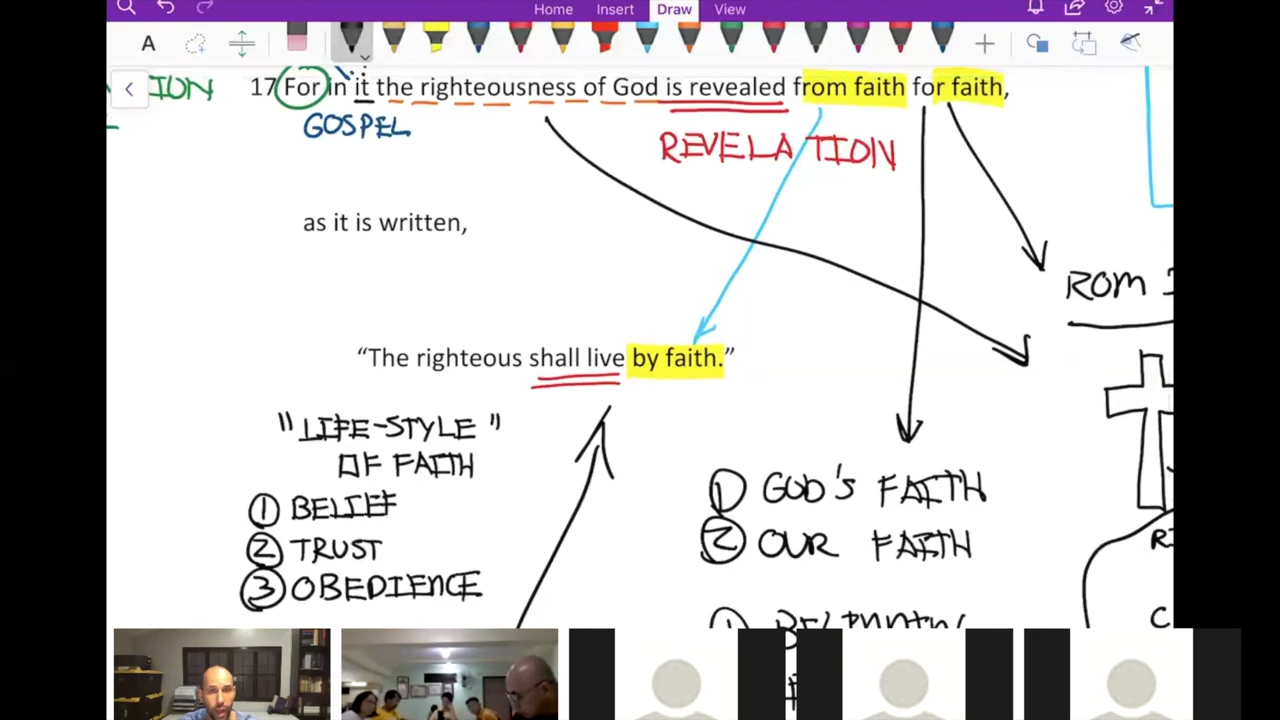 Home Insert Draw View
A
TION 17 For in it the righteousness of God is revealed from faith for faith,
GOSPEL
REVELATION
as it is written,
ROM
“The righteous shall live by faith.”
"LIFE-STYLE"
OF FAITH
① BELIEF
② TRUST
③ OBEDIENCE
① GOD'S FAITH
② OUR FAITH